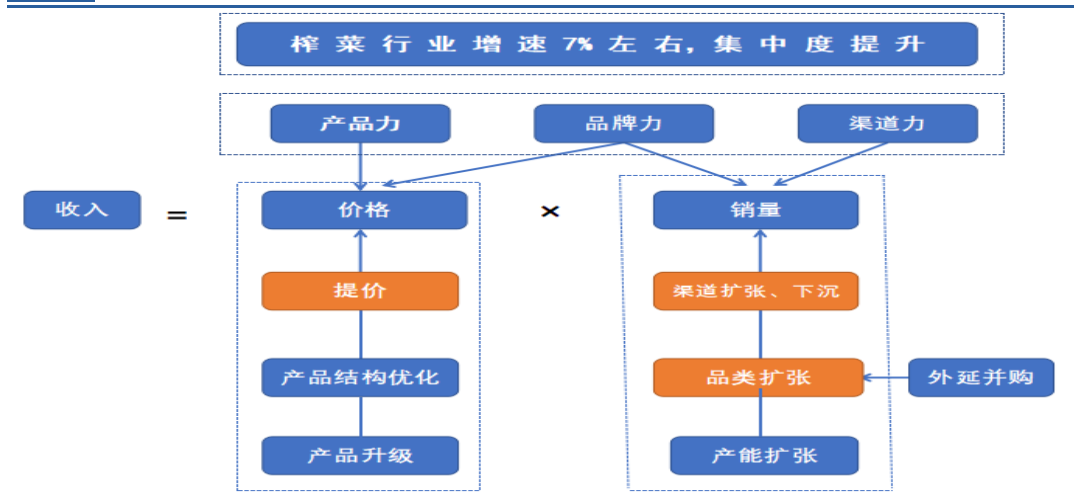 榨菜行业增速7%左右,集中度提升
产品力 品牌力 渠道力
收入 = 价格 × 销量
提价 渠道扩张、下沉
产品结构优化 品类扩张 外延并购
产品升级 产能扩张